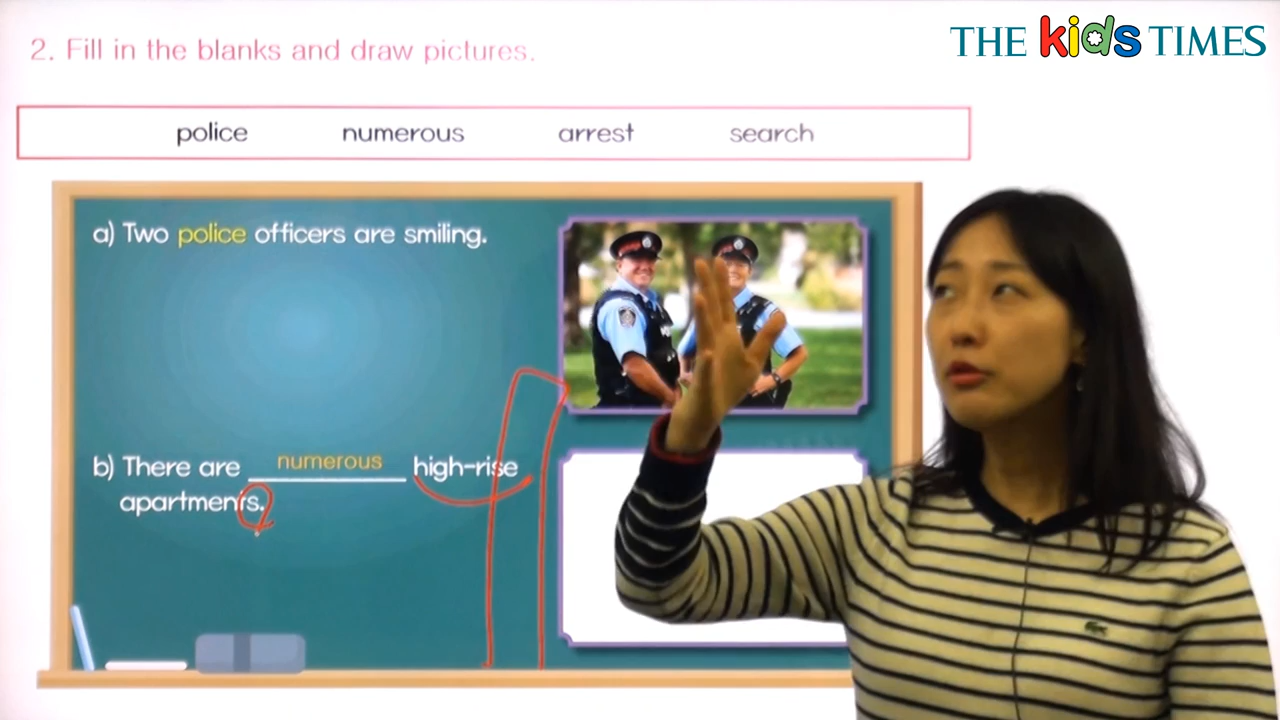 2. Fill in the blanks and draw pictures.
THE kids TIMES
police numerous arrest search
a) Two police officers are smiling.
b) There are numerous high-rise
apartments.